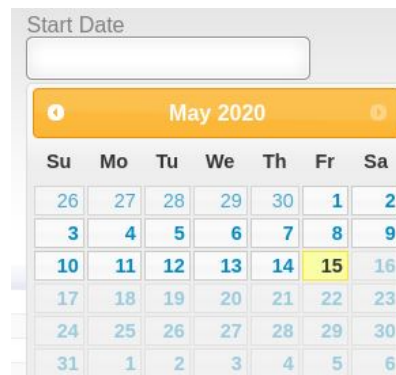 Start Date
May 2020
Su Mo Tu We Th Fr Sa
26 27 28 29 30 1 2
3 4 5 6 7 8 9
10 11 12 13 14 15 16
17 18 19 20 21 22 23
24 25 26 27 28 29 30
31 1 2 3 4 5 6